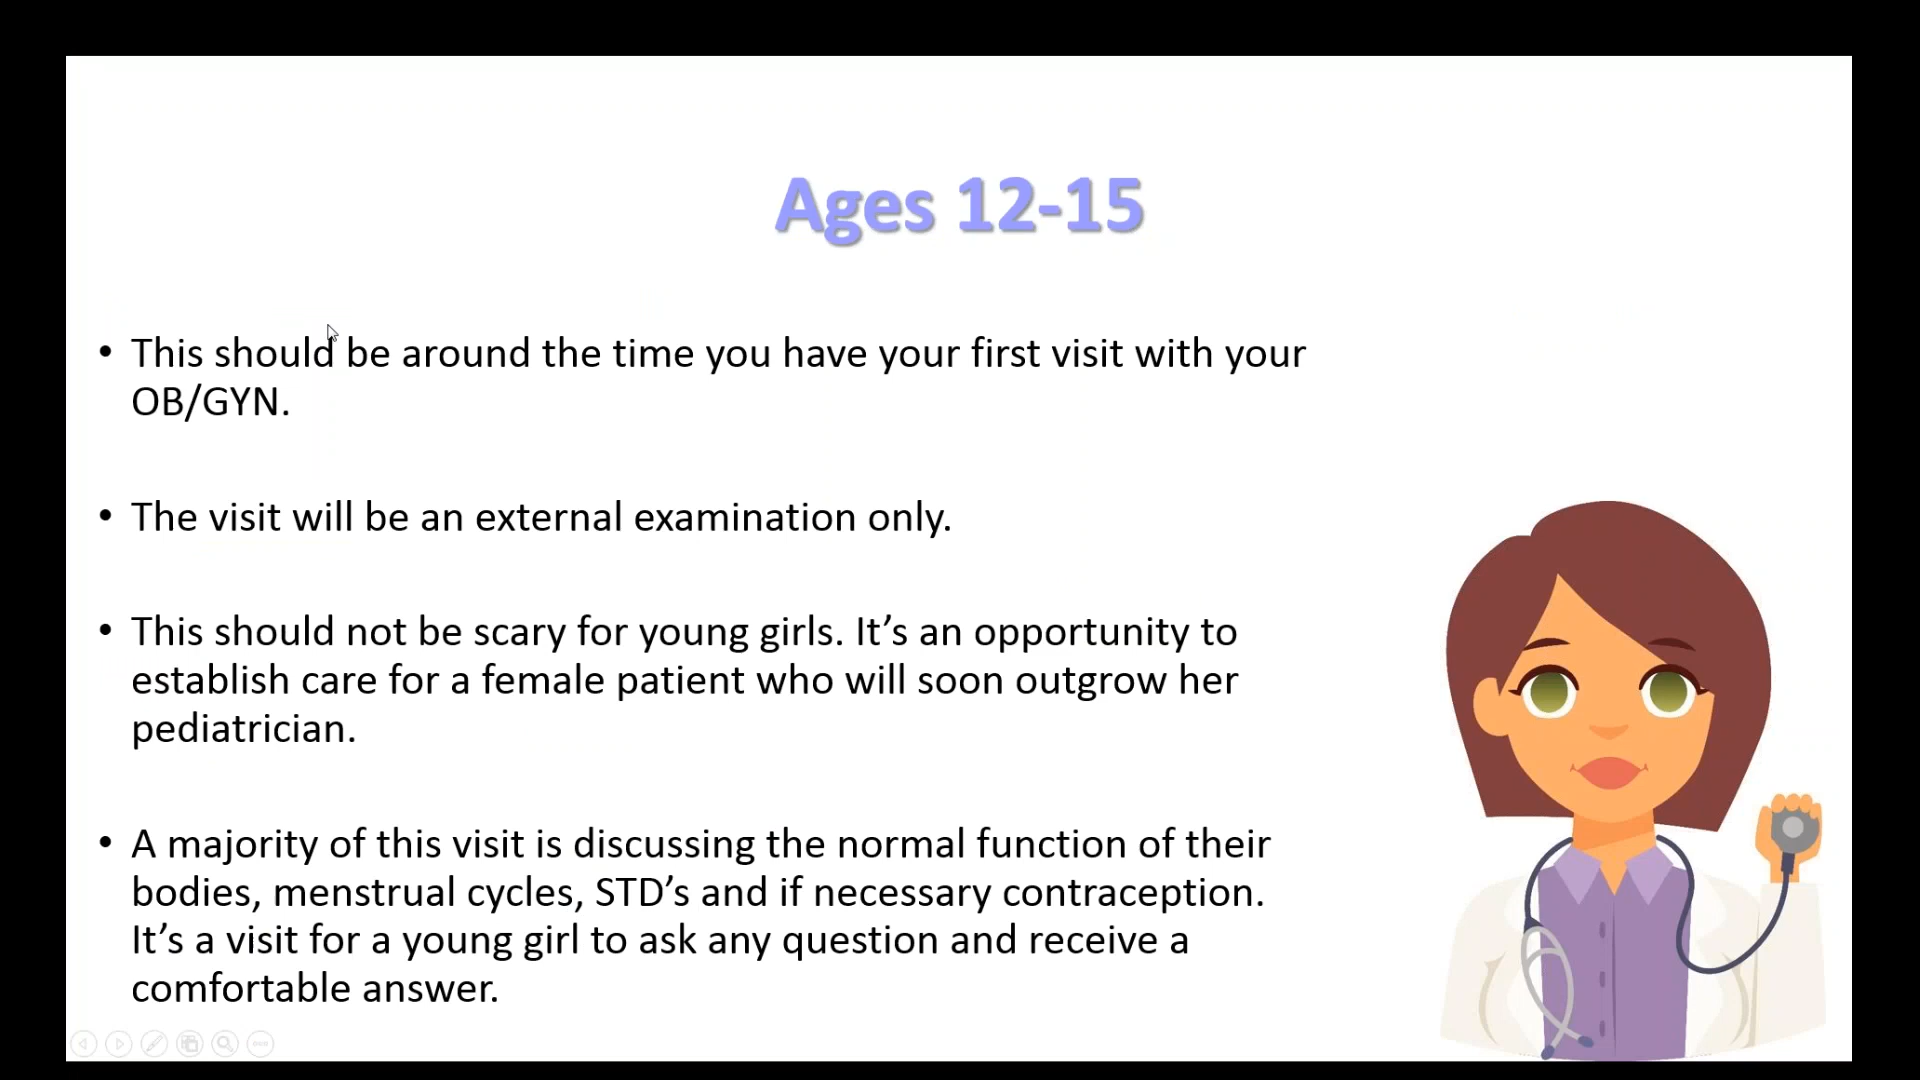 Ages 12-15
• This should be around the time you have your first visit with your
OB/GYN.
• The visit will be an external examination only.
• This should not be scary for young girls. It’s an opportunity to
establish care for a female patient who will soon outgrow her
pediatrician.
• A majority of this visit is discussing the normal function of their
bodies, menstrual cycles, STD’s and if necessary contraception.
It’s a visit for a young girl to ask any question and receive a
comfortable answer.